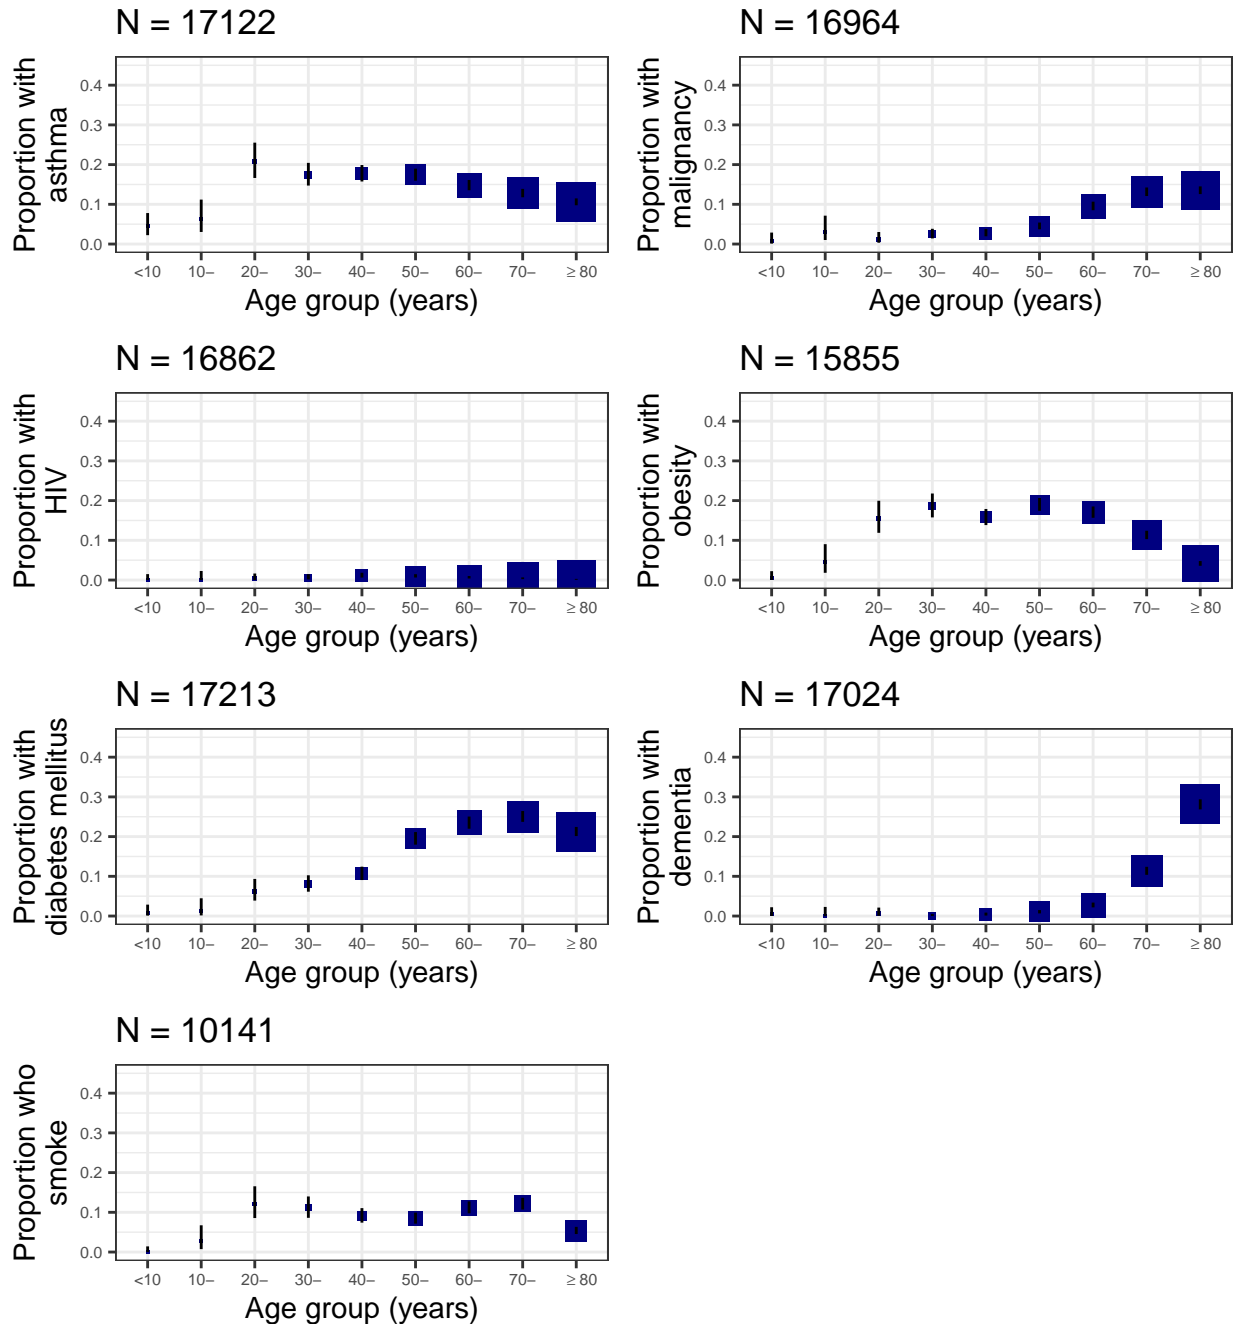 N = 17122
Proportion with
asthma
0.4
0.3
0.2
0.1
0.0
<10 10– 20– 30– 40– 50– 60– 70– ≥ 80
Age group (years)
N = 16964
Proportion with
malignancy
0.4
0.3
0.2
0.1
0.0
<10 10– 20– 30– 40– 50– 60– 70– ≥ 80
Age group (years)
N = 16862
Proportion with
HIV
0.4
0.3
0.2
0.1
0.0
<10 10– 20– 30– 40– 50– 60– 70– ≥ 80
Age group (years)
N = 15855
Proportion with
obesity
0.4
0.3
0.2
0.1
0.0
<10 10– 20– 30– 40– 50– 60– 70– ≥ 80
Age group (years)
N = 17213
Proportion with
diabetes mellitus
0.4
0.3
0.2
0.1
0.0
<10 10– 20– 30– 40– 50– 60– 70– ≥ 80
Age group (years)
N = 17024
Proportion with
dementia
0.4
0.3
0.2
0.1
0.0
<10 10– 20– 30– 40– 50– 60– 70– ≥ 80
Age group (years)
N = 10141
Proportion who
smoke
0.4
0.3
0.2
0.1
0.0
<10 10– 20– 30– 40– 50– 60– 70– ≥ 80
Age group (years)